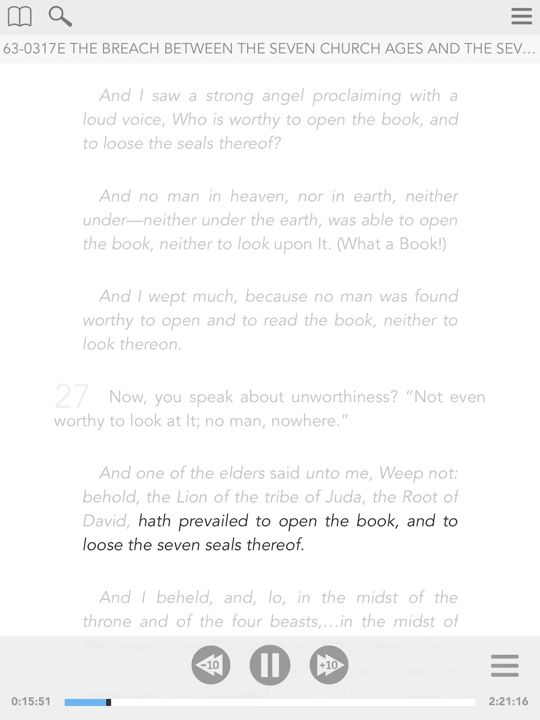 63-0317E THE BREACH BETWEEN THE SEVEN CHURCH AGES AND THE SEV...
And I saw a strong angel proclaiming with a
loud voice, Who is worthy to open the book, and
to loose the seals thereof?
And no man in heaven, nor in earth, neither
under—neither under the earth, was able to open
the book, neither to look upon It. (What a Book!)
And I wept much, because no man was found
worthy to open and to read the book, neither to
look thereon.
27 Now, you speak about unworthiness? “Not even
worthy to look at It; no man, nowhere.”
And one of the elders said unto me, Weep not:
behold, the Lion of the tribe of Juda, the Root of
David, hath prevailed to open the book, and to
loose the seven seals thereof.
And I beheld, and, lo, in the midst of the
throne and of the four beasts,...in the midst of
-10 +10
0:15:51 2:21:16